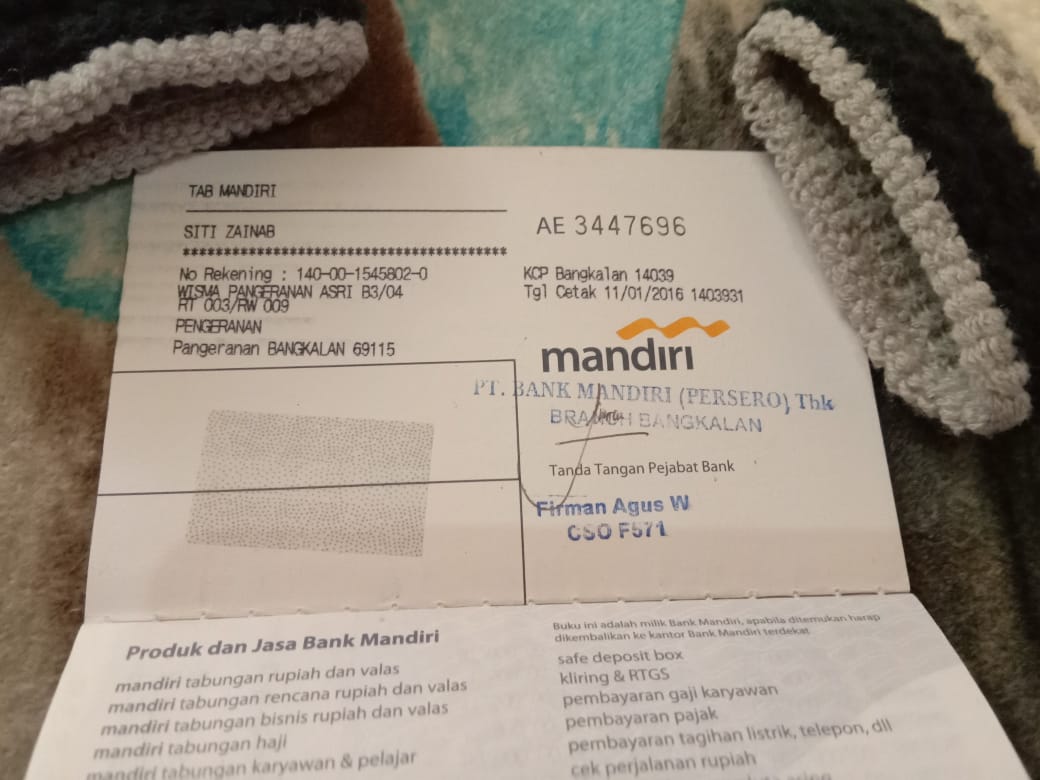 TAB MANDIRI
SITI ZAINAB
****************************************
No Rekening : 140-00-1545802-0
WISMA PANGERANAN ASRI B3/04
RT 003/RW 009
PENGERANAN
Pangeranan BANGKALAN 69115
AE 3447696
KCP Bangkalan 14039
Tgl Cetak 11/01/2016 1403931
mandiri
PT. BANK MANDIRI (PERSERO) Tbk
BRANCH BANGKALAN
Tanda Tangan Pejabat Bank
Firman Agus W
CSO F571
Produk dan Jasa Bank Mandiri
mandiri tabungan rupiah dan valas
mandiri tabungan rencana rupiah dan valas
mandiri tabungan bisnis rupiah dan valas
mandiri tabungan haji
mandiri tabungan karyawan & pelajar
Buku ini adalah milik Bank Mandiri, apabila ditemukan harap
dikembalikan ke kantor Bank Mandiri terdekat
safe deposit box
kliring & RTGS
pembayaran gaji karyawan
pembayaran pajak
pembayaran tagihan listrik, telepon, dll
cek perjalanan rupiah